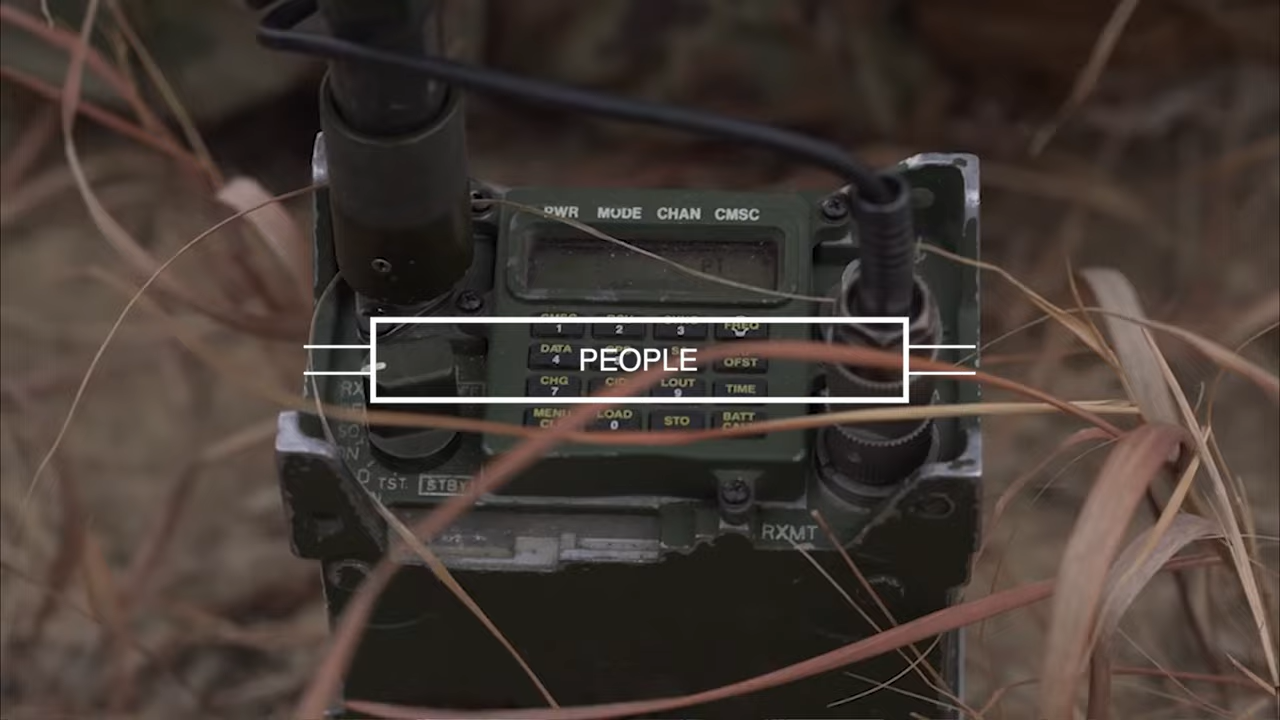 PWR MODE CHAN CMSC
1 2 3 FREQ
DATA
4
PEOPLE
OFST
CHG
7
LOUT
9
TIME
RX
MENU
LOAD
0
STO
BATT
TST.
STBY
RXMT